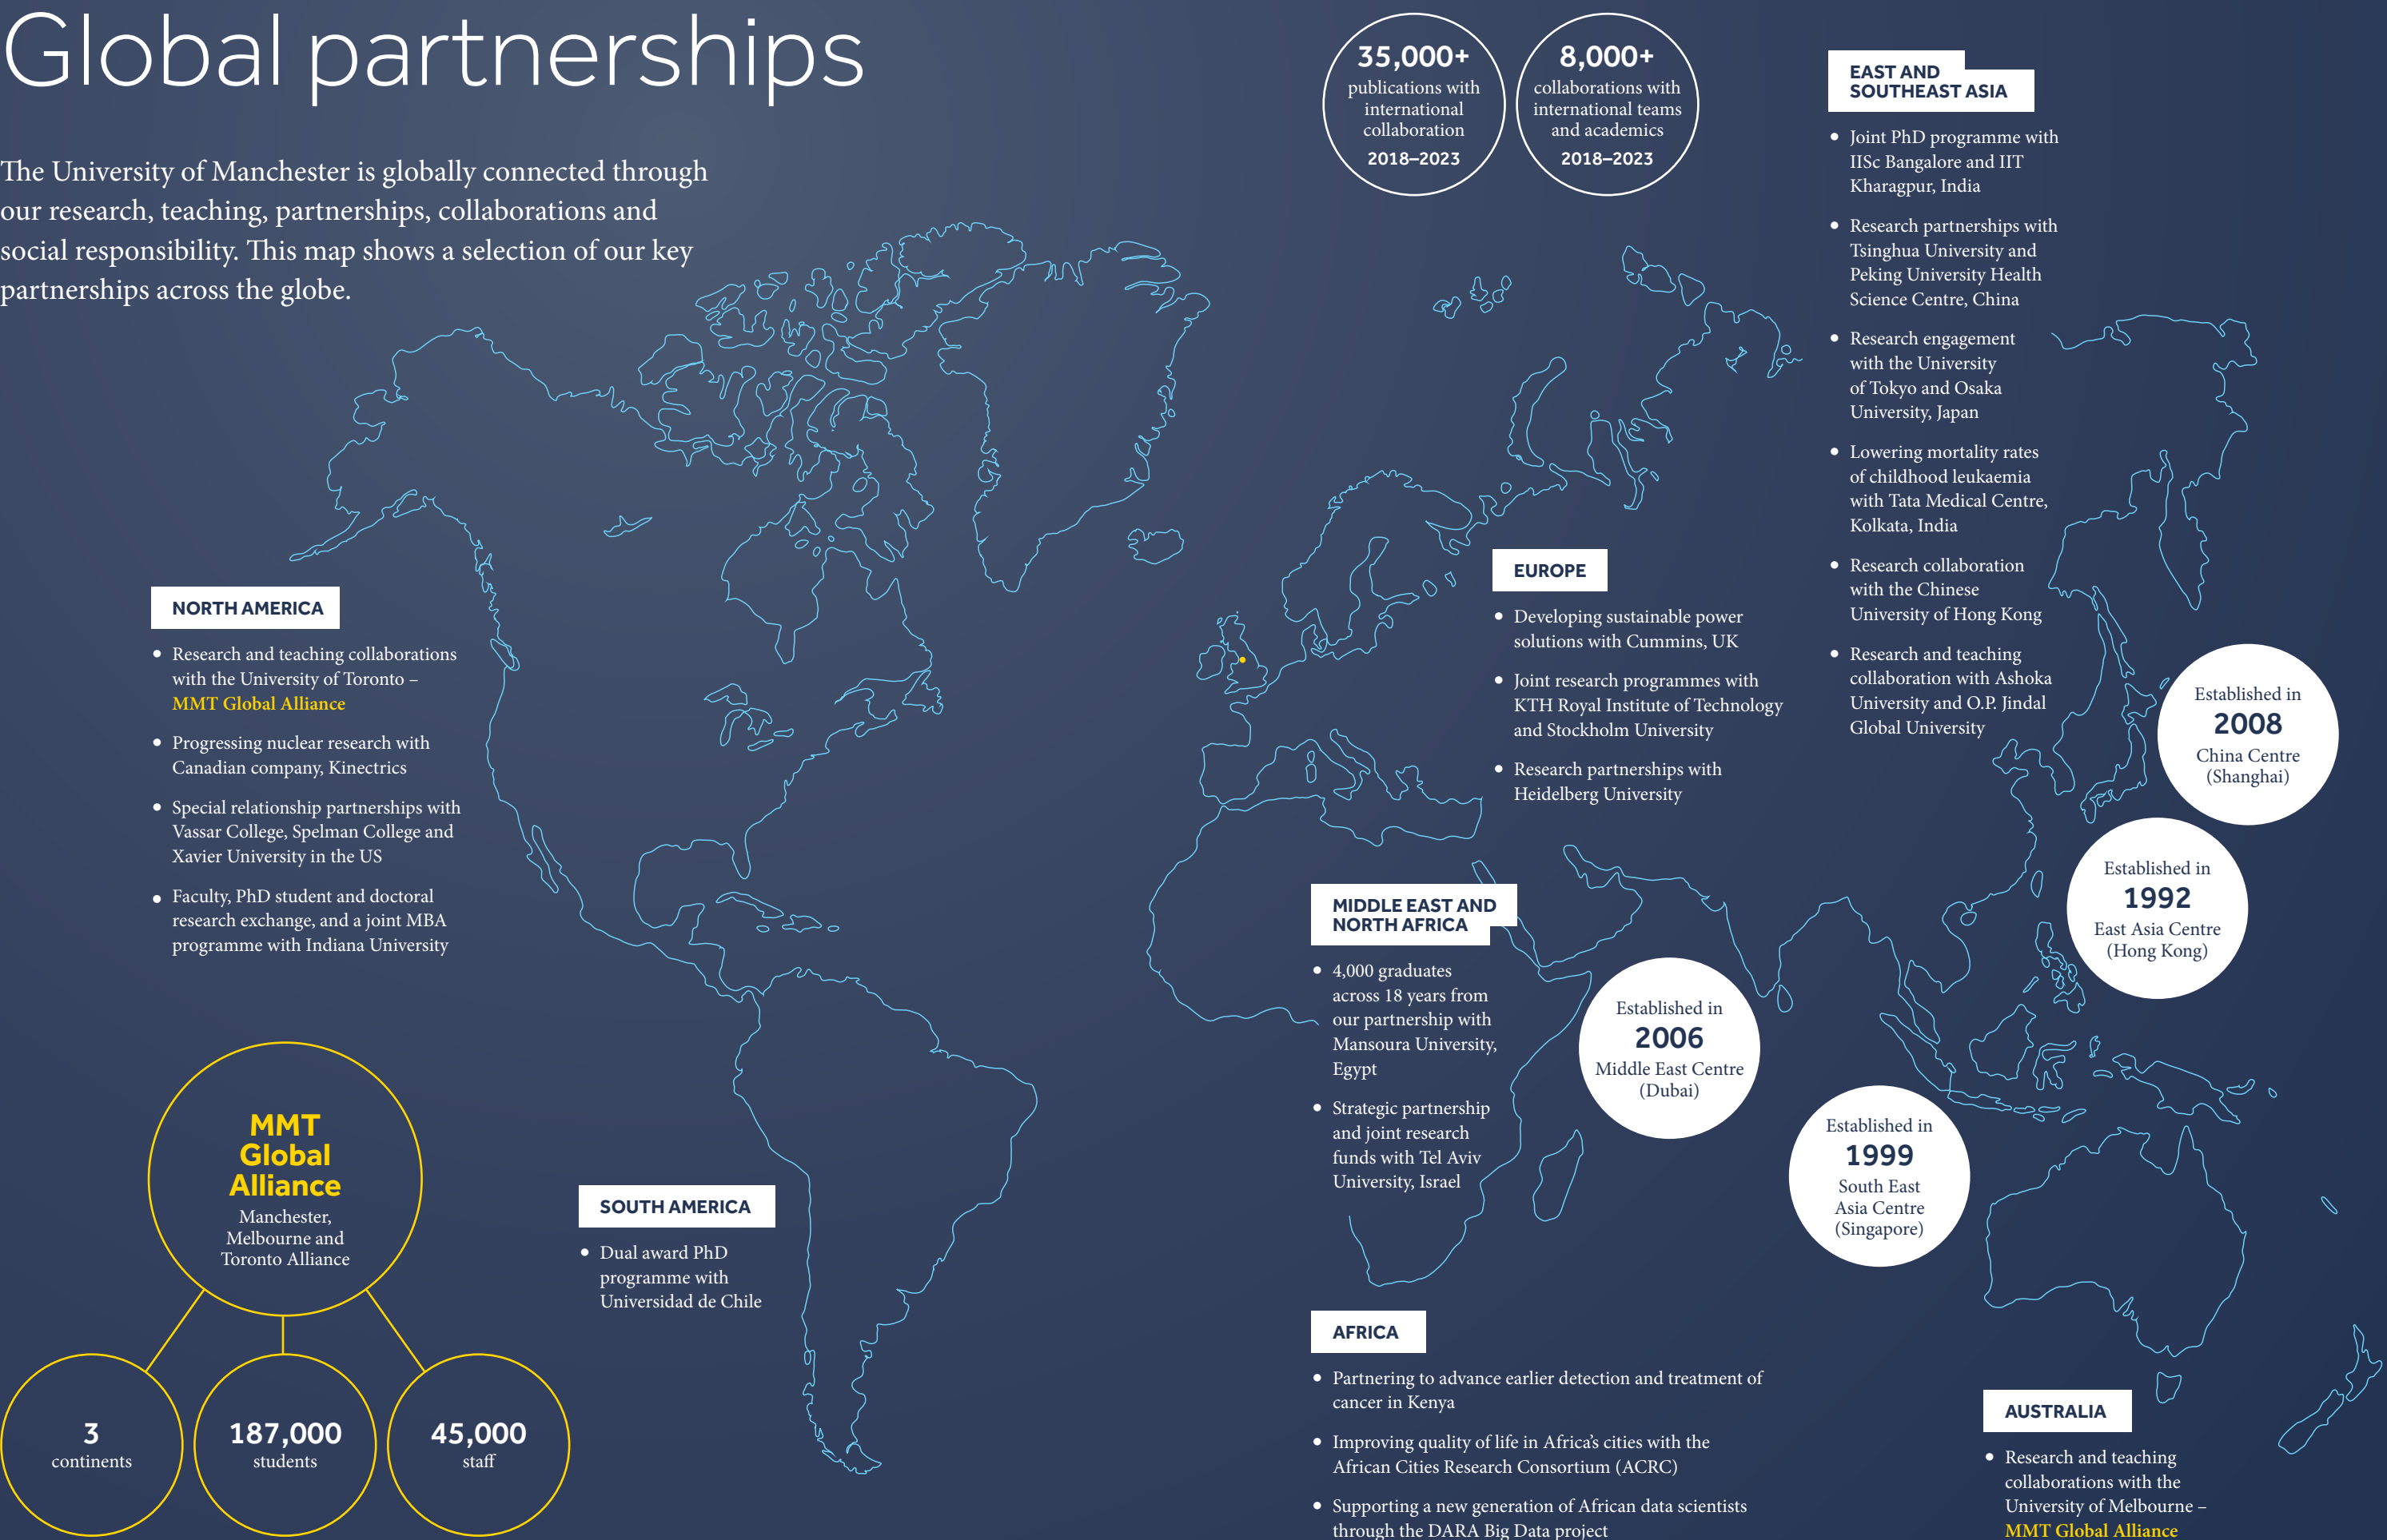 Global partnerships
The University of Manchester is globally connected through
our research, teaching, partnerships, collaborations and
social responsibility. This map shows a selection of our key
partnerships across the globe.
35,000+
publications with
international
collaboration
2018–2023
8,000+
collaborations with
international teams
and academics
2018–2023
EAST AND
SOUTHEAST ASIA
• Joint PhD programme with
IISc Bangalore and IIT
Kharagpur, India
• Research partnerships with
Tsinghua University and
Peking University Health
Science Centre, China
• Research engagement
with the University
of Tokyo and Osaka
University, Japan
• Lowering mortality rates
of childhood leukaemia
with Tata Medical Centre,
Kolkata, India
• Research collaboration
with the Chinese
University of Hong Kong
• Research and teaching
collaboration with Ashoka
University and O.P. Jindal
Global University
EUROPE
• Developing sustainable power
solutions with Cummins, UK
• Joint research programmes with
KTH Royal Institute of Technology
and Stockholm University
• Research partnerships with
Heidelberg University
NORTH AMERICA
• Research and teaching collaborations
with the University of Toronto –
MMT Global Alliance
• Progressing nuclear research with
Canadian company, Kinectrics
• Special relationship partnerships with
Vassar College, Spelman College and
Xavier University in the US
• Faculty, PhD student and doctoral
research exchange, and a joint MBA
programme with Indiana University
Established in
2008
China Centre
(Shanghai)
Established in
1992
East Asia Centre
(Hong Kong)
MIDDLE EAST AND
NORTH AFRICA
• 4,000 graduates
across 18 years from
our partnership with
Mansoura University,
Egypt
• Strategic partnership
and joint research
funds with Tel Aviv
University, Israel
Established in
2006
Middle East Centre
(Dubai)
Established in
1999
South East
Asia Centre
(Singapore)
MMT
Global
Alliance
Manchester,
Melbourne and
Toronto Alliance
3
continents
187,000
students
45,000
staff
SOUTH AMERICA
• Dual award PhD
programme with
Universidad de Chile
AFRICA
• Partnering to advance earlier detection and treatment of
cancer in Kenya
• Improving quality of life in Africa’s cities with the
African Cities Research Consortium (ACRC)
• Supporting a new generation of African data scientists
through the DARA Big Data project
AUSTRALIA
• Research and teaching
collaborations with the
University of Melbourne –
MMT Global Alliance